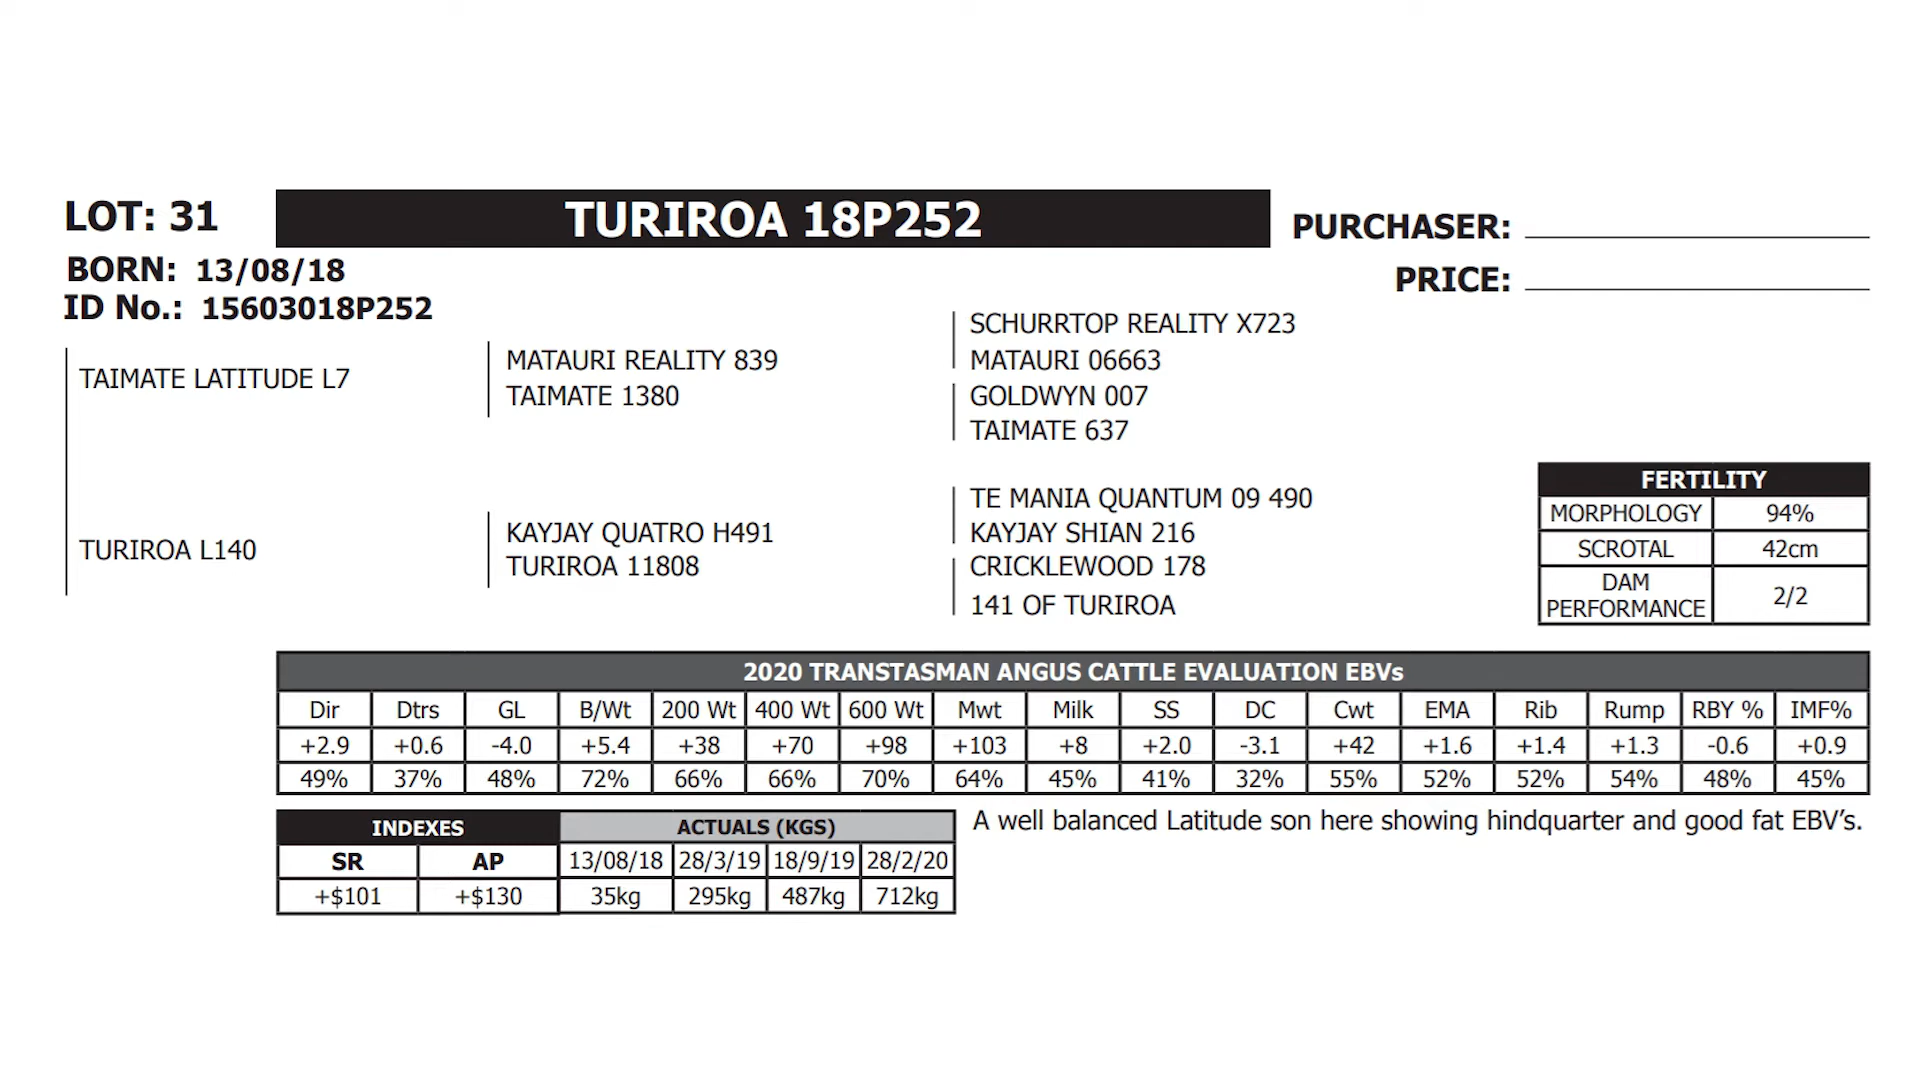 LOT: 31
TURIROA 18P252
PURCHASER:
BORN: 13/08/18
PRICE:
ID No.: 15603018P252
TAIMATE LATITUDE L7
MATAURI REALITY 839
TAIMATE 1380
SCHURRTOP REALITY X723
MATAURI 06663
GOLDWYN 007
TAIMATE 637
TURIROA L140
KAYJAY QUATRO H491
TURIROA 11808
TE MANIA QUANTUM 09 490
KAYJAY SHIAN 216
CRICKLEWOOD 178
141 OF TURIROA
FERTILITY
MORPHOLOGY 94%
SCROTAL 42cm
DAM PERFORMANCE 2/2
2020 TRANSTASMAN ANGUS CATTLE EVALUATION EBVs
Dir Dtrs GL B/Wt 200 Wt 400 Wt 600 Wt Mwt Milk SS DC Cwt EMA Rib Rump RBY % IMF%
+2.9 +0.6 -4.0 +5.4 +38 +70 +98 +103 +8 +2.0 -3.1 +42 +1.6 +1.4 +1.3 -0.6 +0.9
49% 37% 48% 72% 66% 66% 70% 64% 45% 41% 32% 55% 52% 52% 54% 48% 45%
INDEXES ACTUALS (KGS)
SR AP 13/08/18 28/3/19 18/9/19 28/2/20
+$101 +$130 35kg 295kg 487kg 712kg
A well balanced Latitude son here showing hindquarter and good fat EBV's.